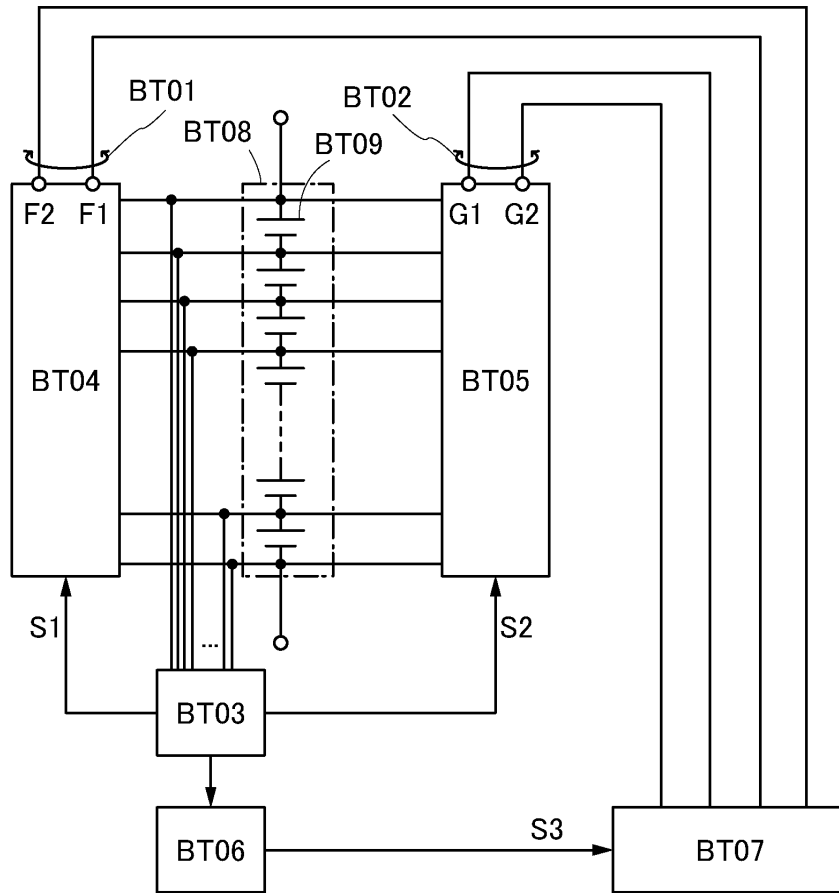 BT01
BT02
BT08
BT09
F2 F1
G1 G2
BT04
BT05
S1
S2
...
BT03
BT06
S3
BT07